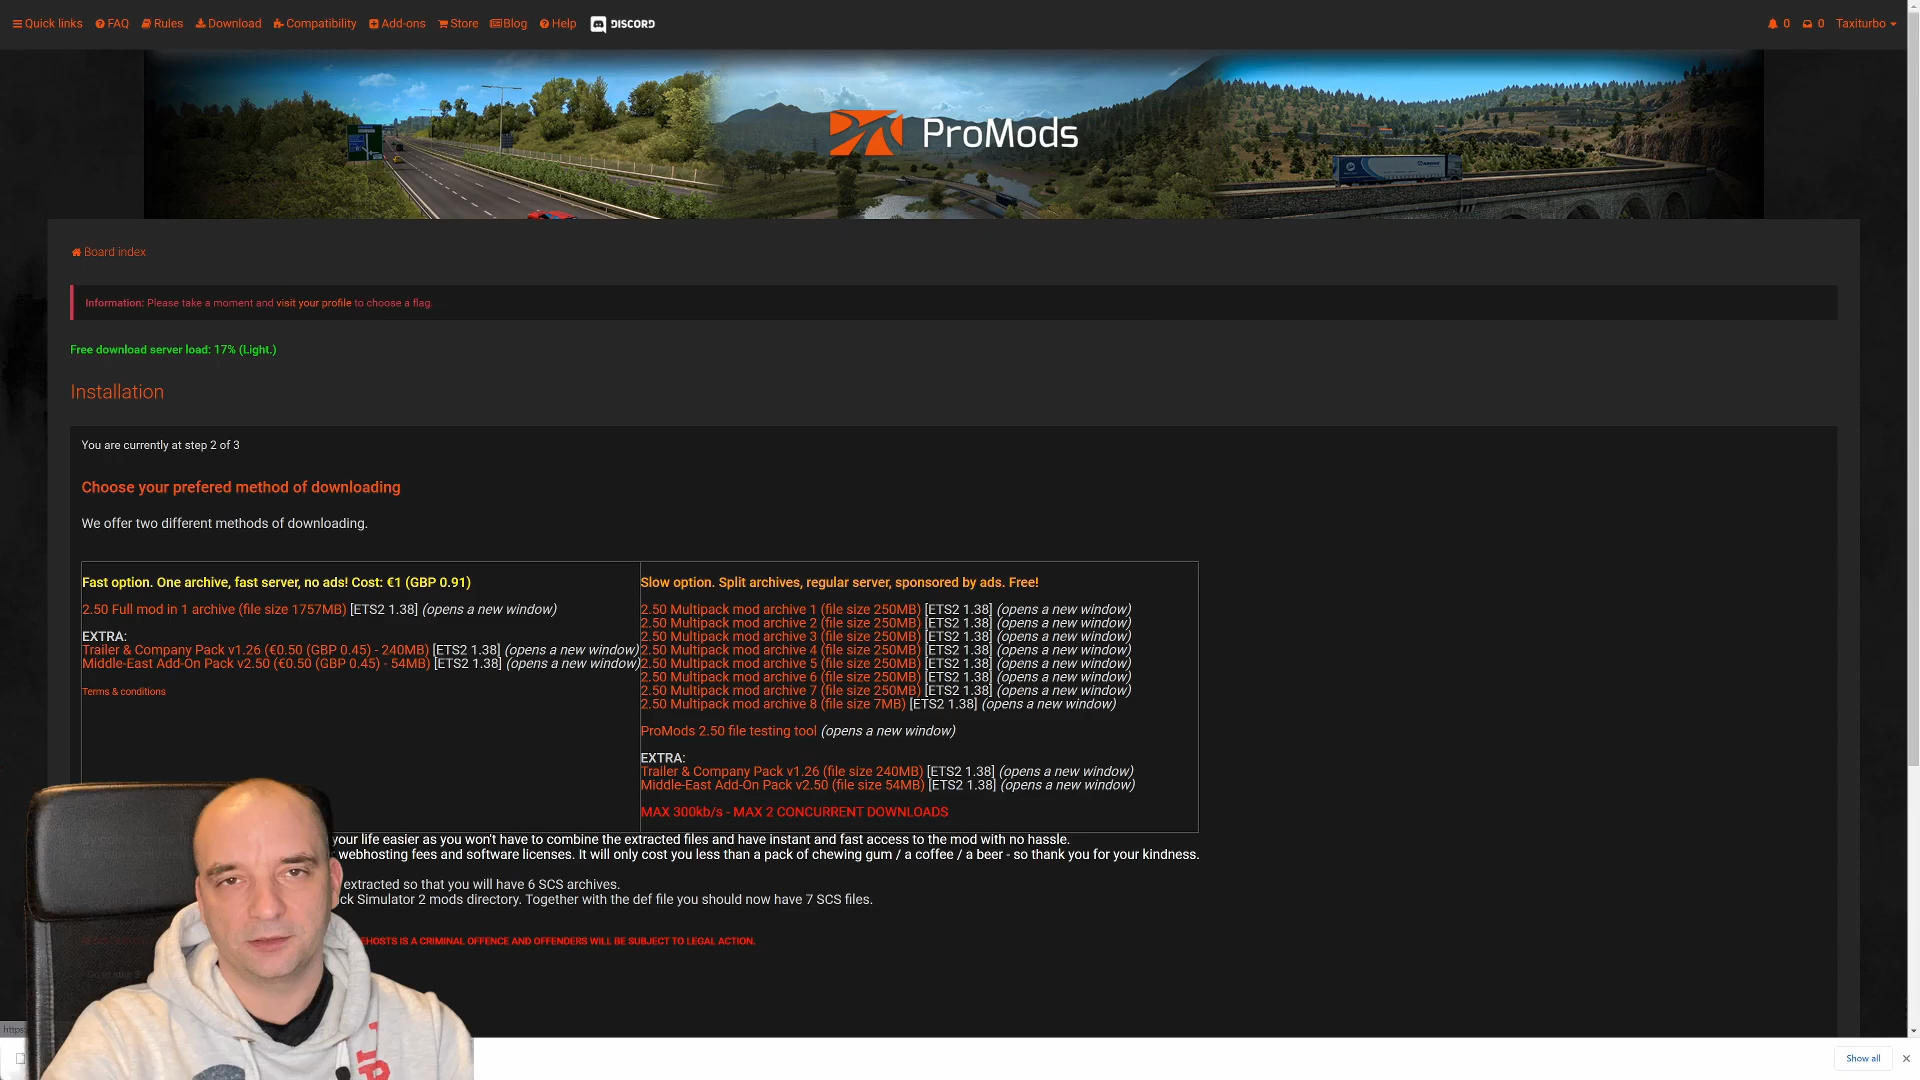 Quick links FAQ Rules Download Compatibility Add-ons Store Blog Help DISCORD 0 0 Taxiturbo
ProMods
Board index
Information: Please take a moment and visit your profile to choose a flag.
Free download server load: 17% (Light.)
Installation
You are currently at step 2 of 3
Choose your prefered method of downloading
We offer two different methods of downloading.
Fast option. One archive, fast server, no ads! Cost: €1 (GBP 0.91)
2.50 Full mod in 1 archive (file size 1757MB) [ETS2 1.38] (opens a new window)
EXTRA:
Trailer & Company Pack v1.26 (€0.50 (GBP 0.45) - 240MB) [ETS2 1.38] (opens a new window)
Middle-East Add-On Pack v2.50 (€0.50 (GBP 0.45) - 54MB) [ETS2 1.38] (opens a new window)
Terms & conditions
Slow option. Split archives, regular server, sponsored by ads. Free!
2.50 Multipack mod archive 1 (file size 250MB) [ETS2 1.38] (opens a new window)
2.50 Multipack mod archive 2 (file size 250MB) [ETS2 1.38] (opens a new window)
2.50 Multipack mod archive 3 (file size 250MB) [ETS2 1.38] (opens a new window)
2.50 Multipack mod archive 4 (file size 250MB) [ETS2 1.38] (opens a new window)
2.50 Multipack mod archive 5 (file size 250MB) [ETS2 1.38] (opens a new window)
2.50 Multipack mod archive 6 (file size 250MB) [ETS2 1.38] (opens a new window)
2.50 Multipack mod archive 7 (file size 250MB) [ETS2 1.38] (opens a new window)
2.50 Multipack mod archive 8 (file size 7MB) [ETS2 1.38] (opens a new window)
ProMods 2.50 file testing tool (opens a new window)
EXTRA:
Trailer & Company Pack v1.26 (file size 240MB) [ETS2 1.38] (opens a new window)
Middle-East Add-On Pack v2.50 (file size 54MB) [ETS2 1.38] (opens a new window)
MAX 300kb/s - MAX 2 CONCURRENT DOWNLOADS
your life easier as you won't have to combine the extracted files and have instant and fast access to the mod with no hassle.
webhosting fees and software licenses. It will only cost you less than a pack of chewing gum / a coffee / a beer - so thank you for your kindness.
extracted so that you will have 6 SCS archives.
ck Simulator 2 mods directory. Together with the def file you should now have 7 SCS files.
EHOSTS IS A CRIMINAL OFFENCE AND OFFENDERS WILL BE SUBJECT TO LEGAL ACTION.
Go to step 3
https:
Show all